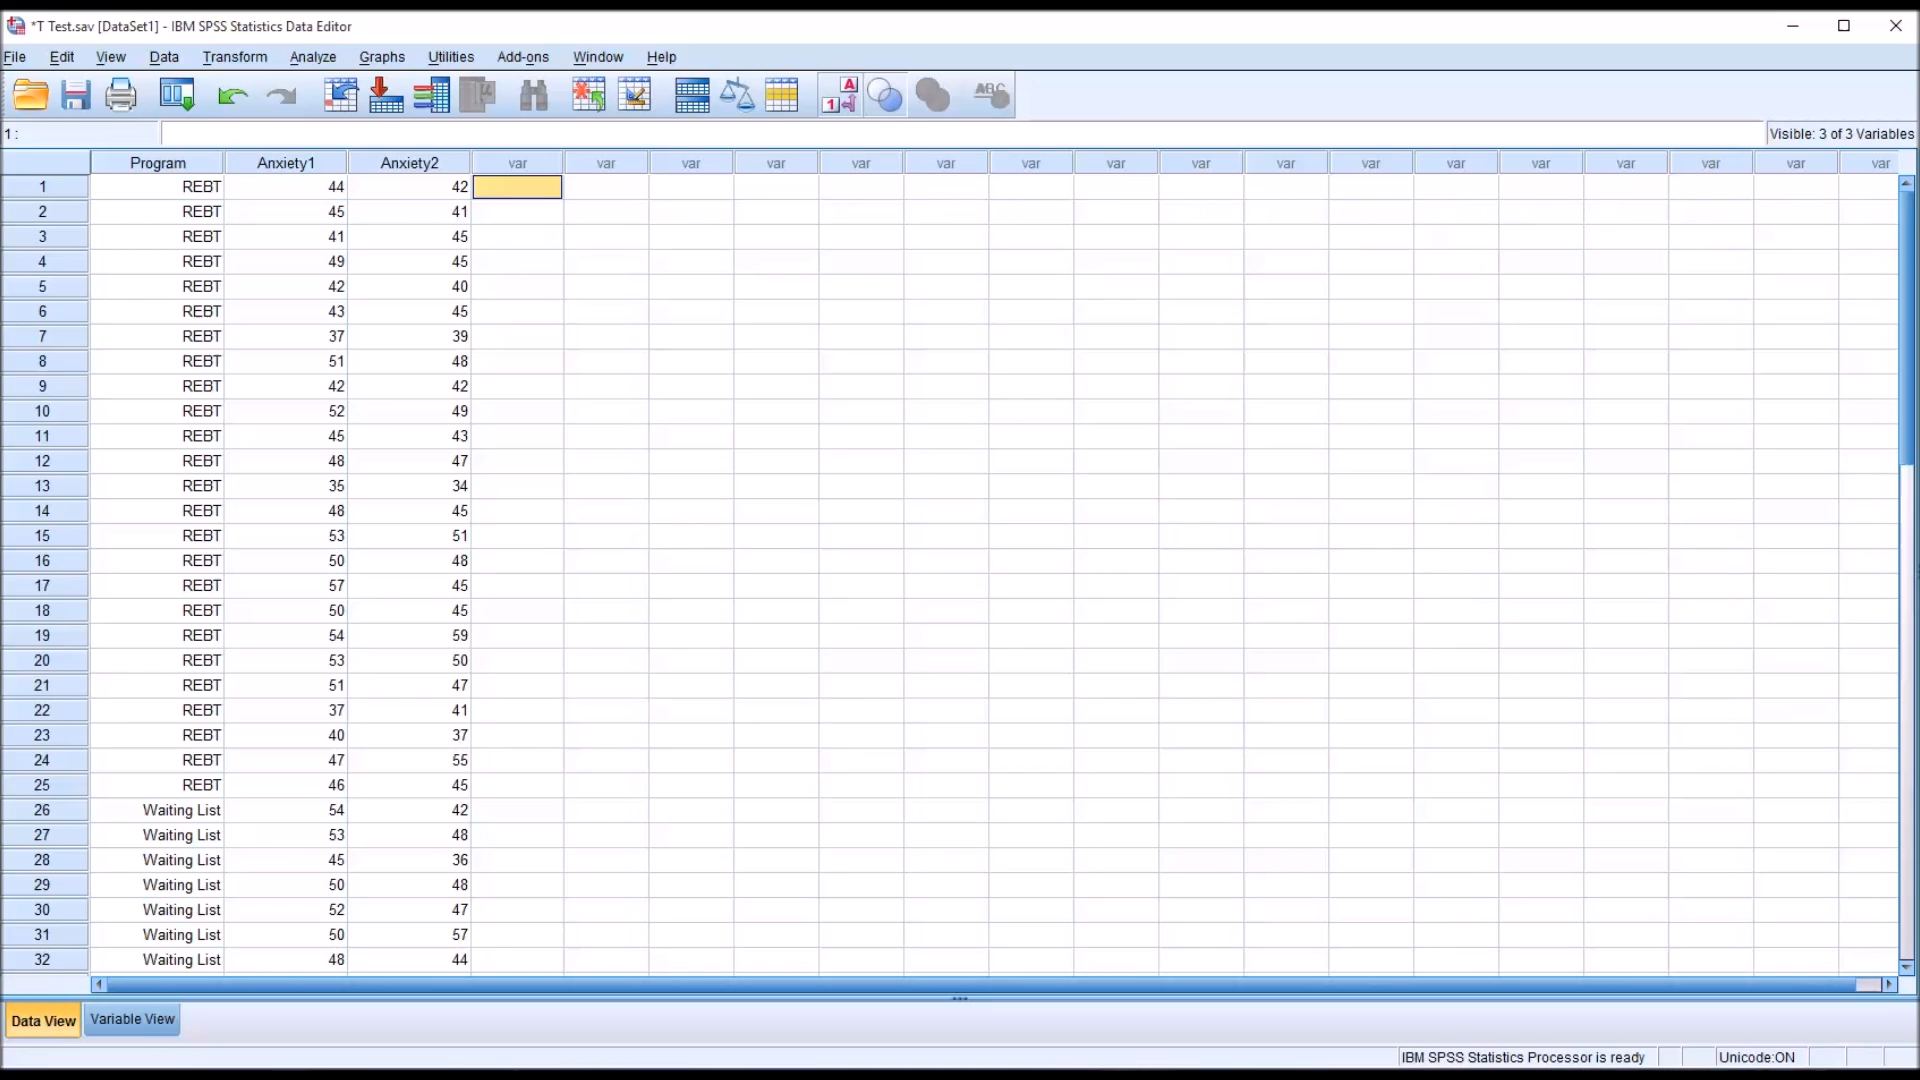 *T Test.sav [DataSet1] - IBM SPSS Statistics Data Editor
File Edit View Data Transform Analyze Graphs Utilities Add-ons Window Help
1 A ABC
1 : Visible: 3 of 3 Variables
Program Anxiety1 Anxiety2 var var var var var var var var var var var var var var var var var
1 REBT 44 42
2 REBT 45 41
3 REBT 41 45
4 REBT 49 45
5 REBT 42 40
6 REBT 43 45
7 REBT 37 39
8 REBT 51 48
9 REBT 42 42
10 REBT 52 49
11 REBT 45 43
12 REBT 48 47
13 REBT 35 34
14 REBT 48 45
15 REBT 53 51
16 REBT 50 48
17 REBT 57 45
18 REBT 50 45
19 REBT 54 59
20 REBT 53 50
21 REBT 51 47
22 REBT 37 41
23 REBT 40 37
24 REBT 47 55
25 REBT 46 45
26 Waiting List 54 42
27 Waiting List 53 48
28 Waiting List 45 36
29 Waiting List 50 48
30 Waiting List 52 47
31 Waiting List 50 57
32 Waiting List 48 44
Data View Variable View
IBM SPSS Statistics Processor is ready Unicode:ON